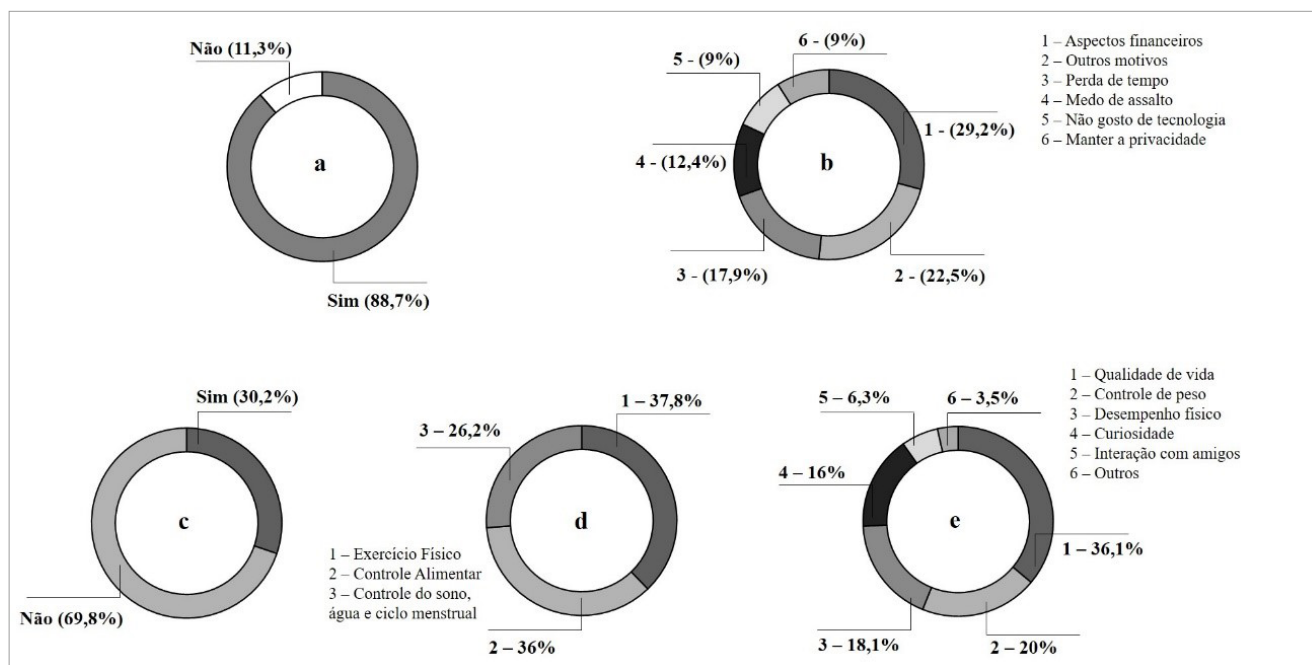 Não (11,3%)
a
Sim (88,7%)
6 - (9%)
5 - (9%)
1 - (29,2%)
4 - (12,4%)
b
3 - (17,9%)
2 - (22,5%)
1 – Aspectos financeiros
2 – Outros motivos
3 – Perda de tempo
4 – Medo de assalto
5 – Não gosto de tecnologia
6 – Manter a privacidade
Sim (30,2%)
c
Não (69,8%)
1 – 37,8%
3 – 26,2%
d
2 – 36%
1 – Exercício Físico
2 – Controle Alimentar
3 – Controle do sono,
água e ciclo menstrual
5 – 6,3%
6 – 3,5%
4 – 16%
e
1 – 36,1%
3 – 18,1%
2 – 20%
1 – Qualidade de vida
2 – Controle de peso
3 – Desempenho físico
4 – Curiosidade
5 – Interação com amigos
6 – Outros